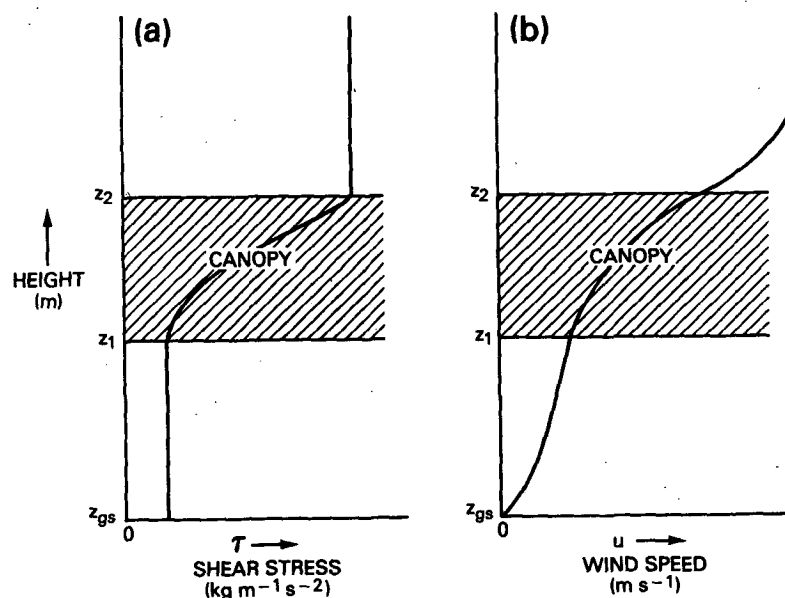 (a)
z2
CANOPY
HEIGHT
(m)
z1
zgs
0
τ
SHEAR STRESS
(kg m−1 s−2)
(b)
z2
CANOPY
z1
zgs
0
u
WIND SPEED
(m s−1)